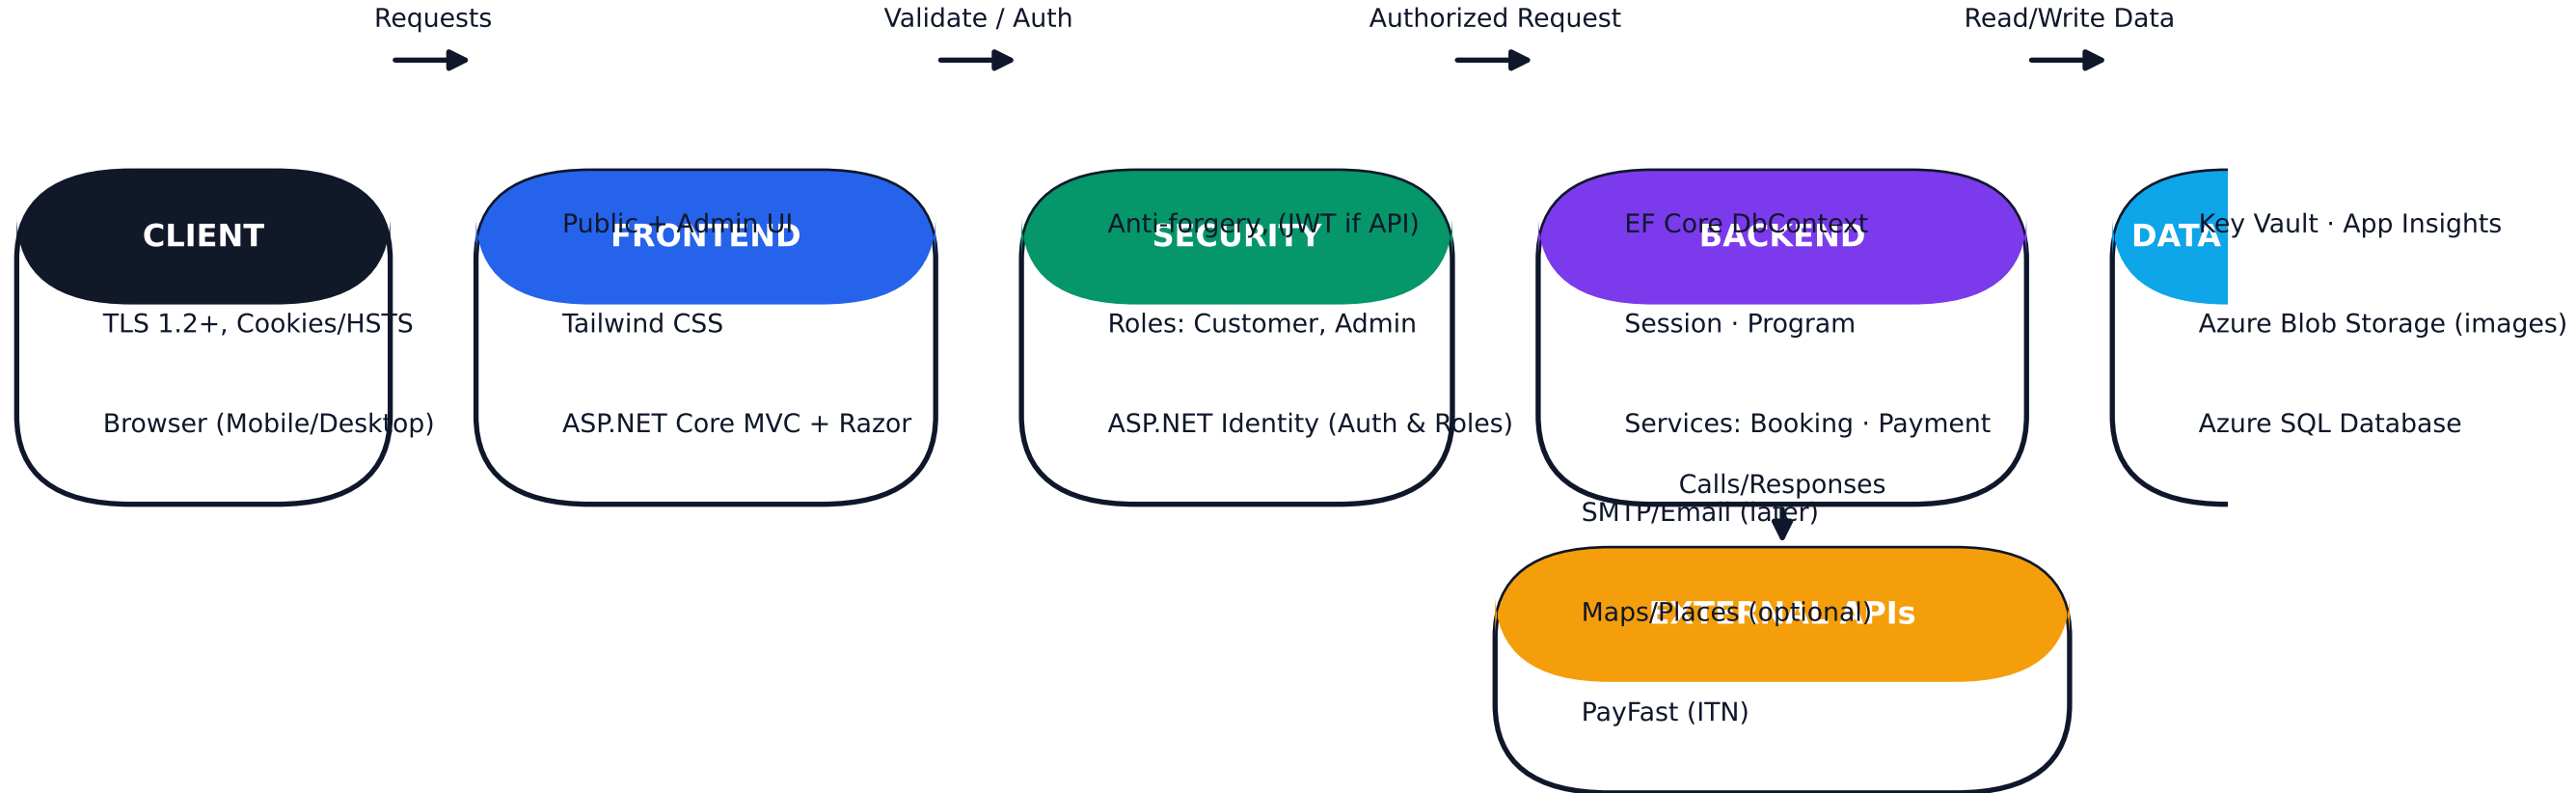 Requests
Validate / Auth
Authorized Request
Read/Write Data
CLIENT
TLS 1.2+, Cookies/HSTS
Browser (Mobile/Desktop)
Public + Admin UI
FRONTEND
Tailwind CSS
ASP.NET Core MVC + Razor
Anti-forgery, (JWT if API)
SECURITY
Roles: Customer, Admin
ASP.NET Identity (Auth & Roles)
EF Core DbContext
BACKEND
Session · Program
Services: Booking · Payment
Key Vault · App Insights
DATA
Azure Blob Storage (images)
Azure SQL Database
Calls/Responses
SMTP/Email (later)
Maps/Places (optional)
EXTERNAL APIs
PayFast (ITN)